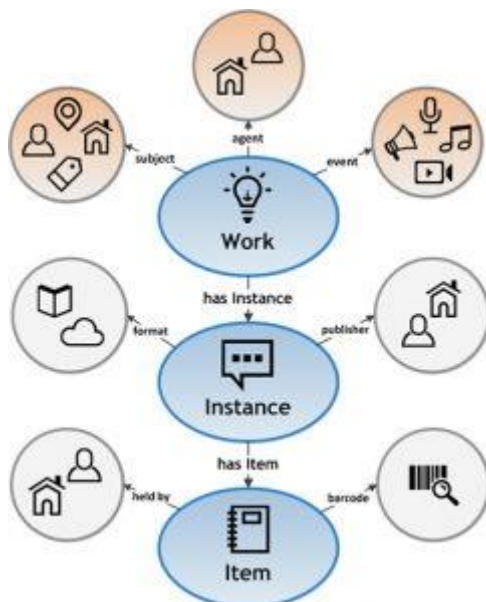 agent
subject
event
Work
has Instance
format
publisher
Instance
has Item
held by
barcode
Item